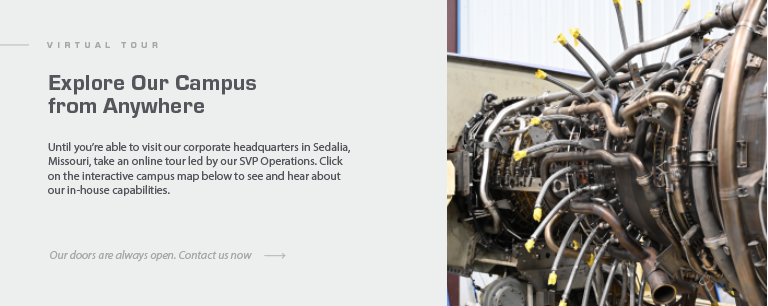 VIRTUAL TOUR
Explore Our Campus
from Anywhere
Until you’re able to visit our corporate headquarters in Sedalia,
Missouri, take an online tour led by our SVP Operations. Click
on the interactive campus map below to see and hear about
our in-house capabilities.
Our doors are always open. Contact us now